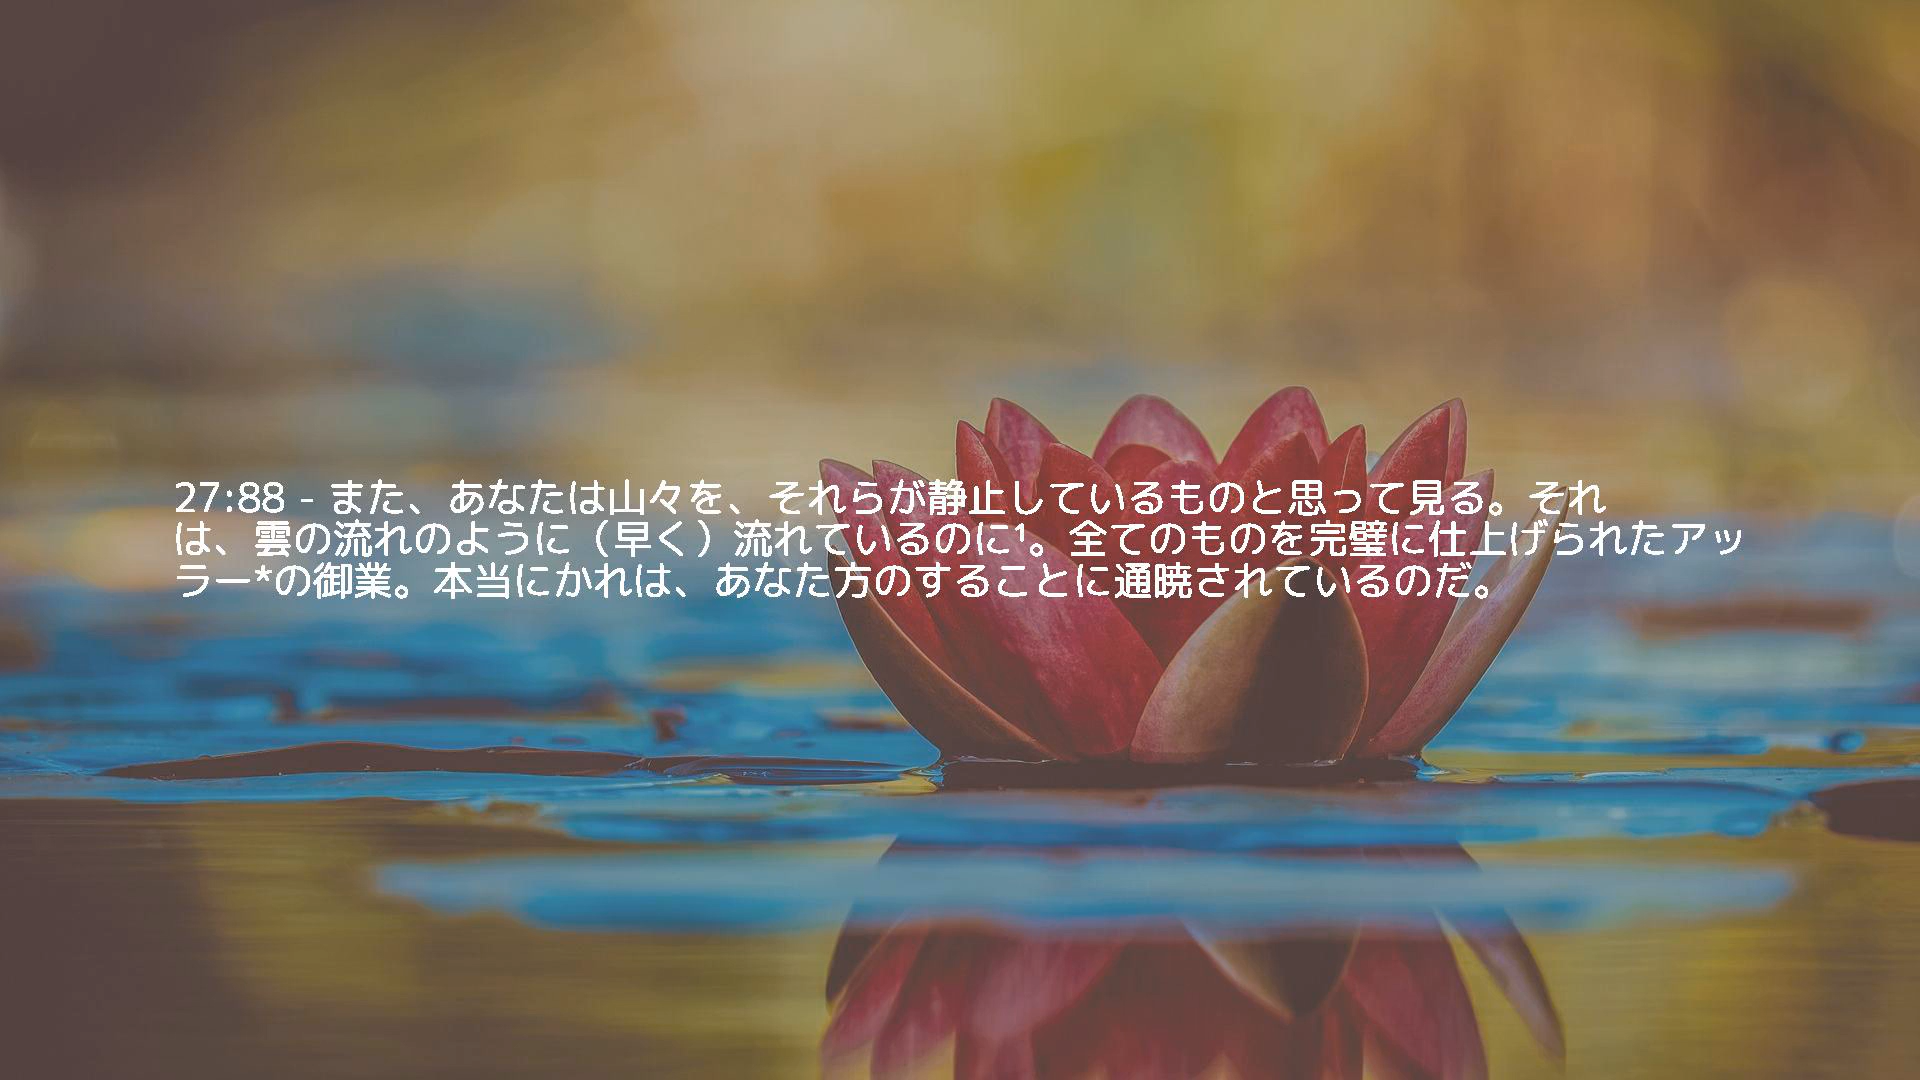 27:88 - また、あなたは山々を、それらが静止しているものと思って見る。それ
は、雲の流れのように（早く）流れているのに¹。全てのものを完璧に仕上げられたアッ
ラー*の御業。本当にかれは、あなた方のすることに通暁されているのだ。